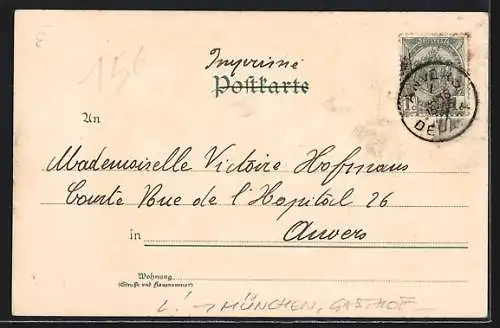 156
Imprimé
Postkarte
An
Mademoiselle Victoire Hofmans
Courte Rue de l'Hopital 26
in Anvers
Wohnung
(Straße und Hausnummer)
L! → MÜNCHEN, GASTHOF